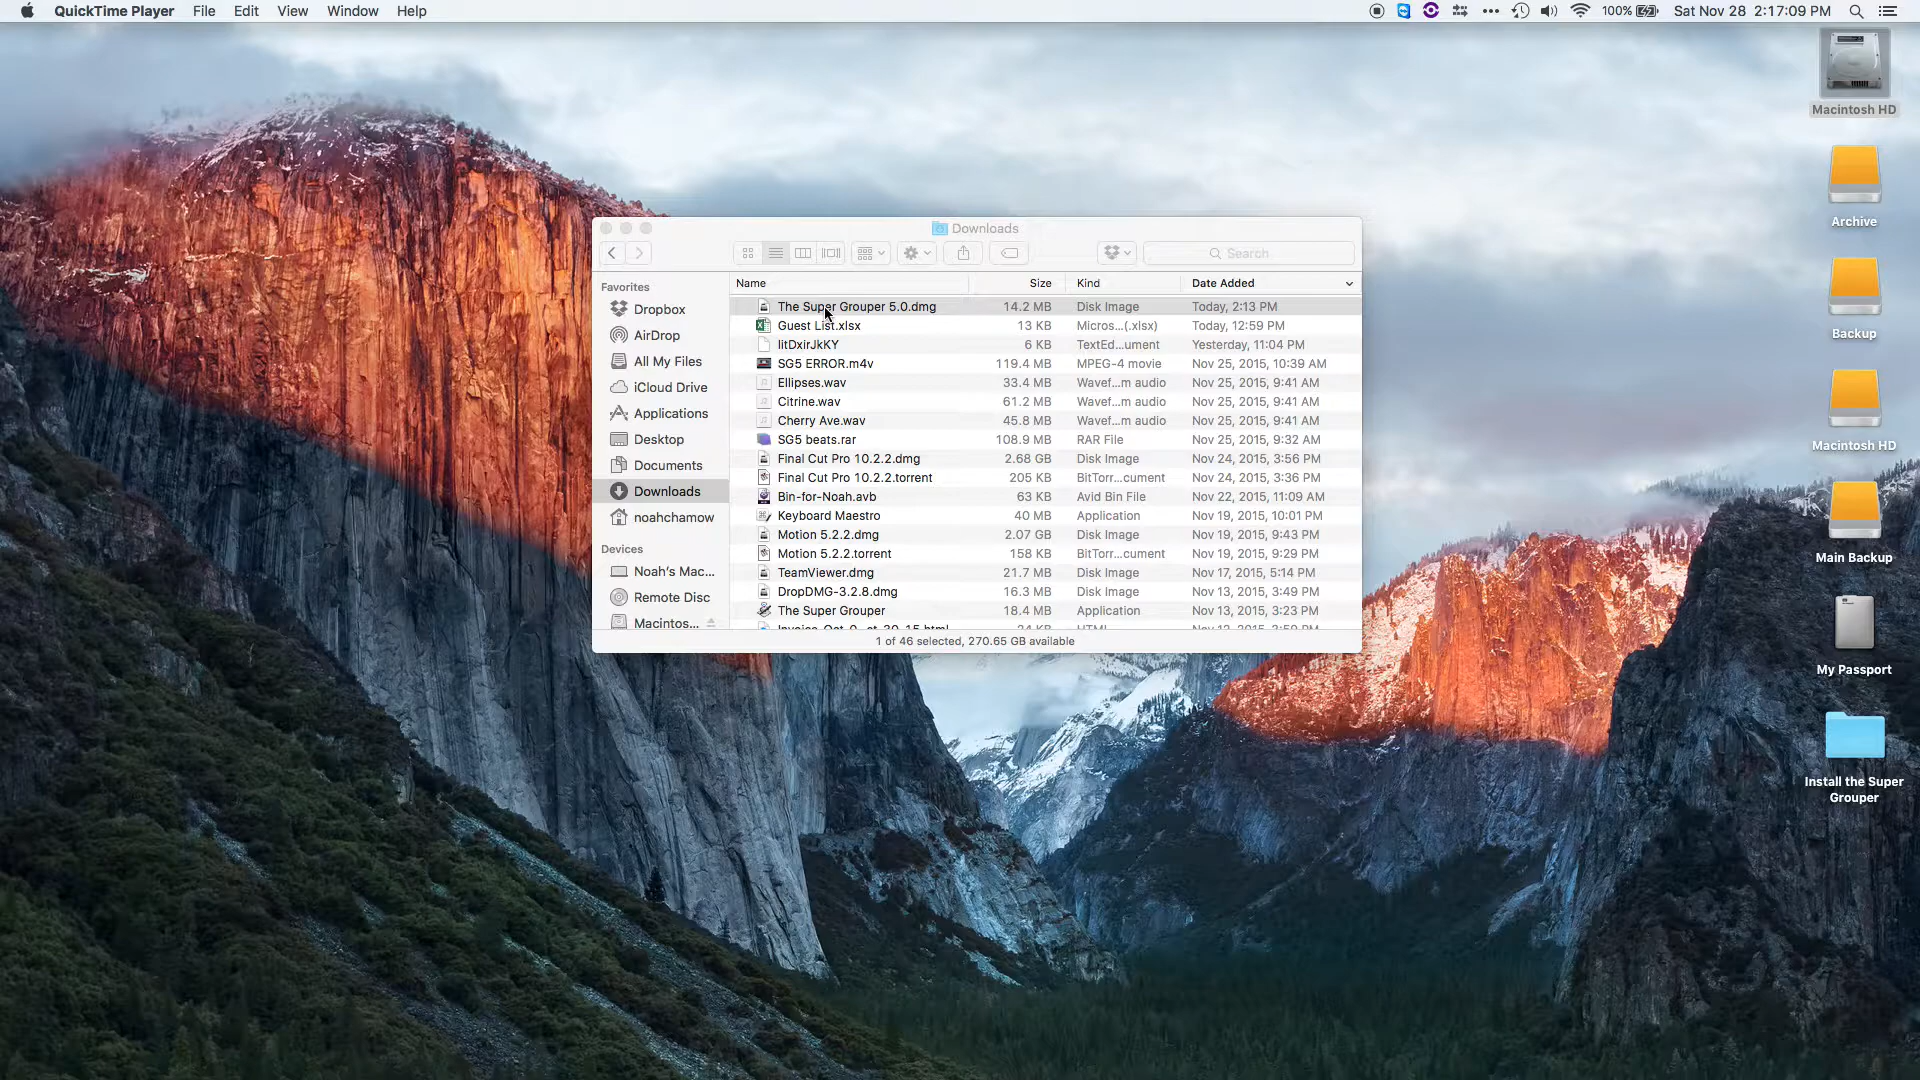 QuickTime Player File Edit View Window Help 100% Sat Nov 28 2:17:09 PM
Macintosh HD
Archive
Backup
Macintosh HD
Main Backup
My Passport
Install the Super
Grouper
Downloads
Search
Favorites
Dropbox
AirDrop
All My Files
iCloud Drive
Applications
Desktop
Documents
Downloads
noahchamow
Devices
Noah's Mac...
Remote Disc
Macintos...
Name Size Kind Date Added
The Super Grouper 5.0.dmg 14.2 MB Disk Image Today, 2:13 PM
Guest List.xlsx 13 KB Micros...(.xlsx) Today, 12:59 PM
IitDxirJkKY 6 KB TextEd...ument Yesterday, 11:04 PM
SG5 ERROR.m4v 119.4 MB MPEG-4 movie Nov 25, 2015, 10:39 AM
Ellipses.wav 33.4 MB Wavef...m audio Nov 25, 2015, 9:41 AM
Citrine.wav 61.2 MB Wavef...m audio Nov 25, 2015, 9:41 AM
Cherry Ave.wav 45.8 MB Wavef...m audio Nov 25, 2015, 9:41 AM
SG5 beats.rar 108.9 MB RAR File Nov 25, 2015, 9:32 AM
Final Cut Pro 10.2.2.dmg 2.68 GB Disk Image Nov 24, 2015, 3:56 PM
Final Cut Pro 10.2.2.torrent 205 KB BitTorr...cument Nov 24, 2015, 3:36 PM
Bin-for-Noah.avb 63 KB Avid Bin File Nov 22, 2015, 11:09 AM
Keyboard Maestro 40 MB Application Nov 19, 2015, 10:01 PM
Motion 5.2.2.dmg 2.07 GB Disk Image Nov 19, 2015, 9:43 PM
Motion 5.2.2.torrent 158 KB BitTorr...cument Nov 19, 2015, 9:29 PM
TeamViewer.dmg 21.7 MB Disk Image Nov 17, 2015, 5:14 PM
DropDMG-3.2.8.dmg 16.3 MB Disk Image Nov 13, 2015, 3:49 PM
The Super Grouper 18.4 MB Application Nov 13, 2015, 3:23 PM
1 of 46 selected, 270.65 GB available